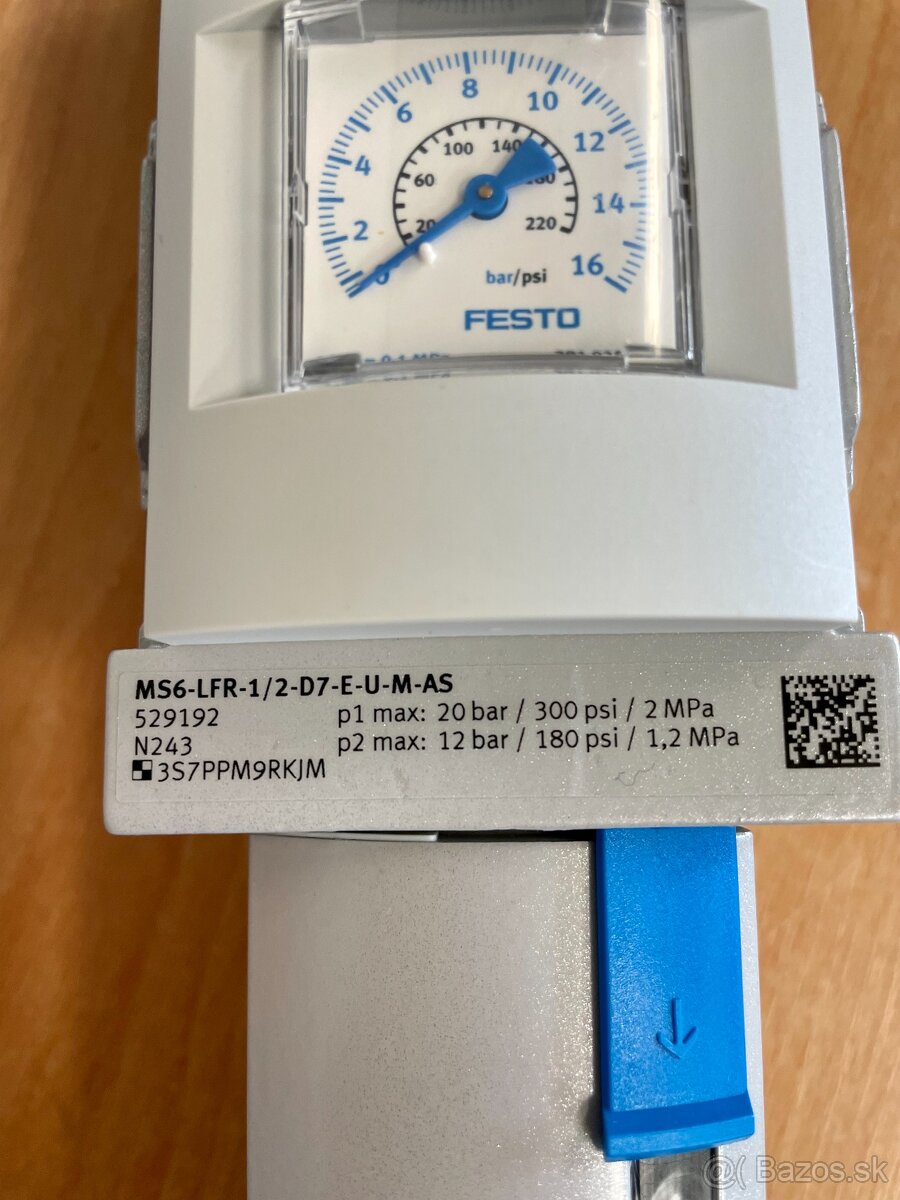 8
6 10
4 12
100 140
60
14
2 20 220
0 16
bar/psi
FESTO
MS6-LFR-1/2-D7-E-U-M-AS
529192 p1 max: 20 bar / 300 psi / 2 MPa
N243 p2 max: 12 bar / 180 psi / 1,2 MPa
3S7PPM9RKJM
@( Bazos.sk